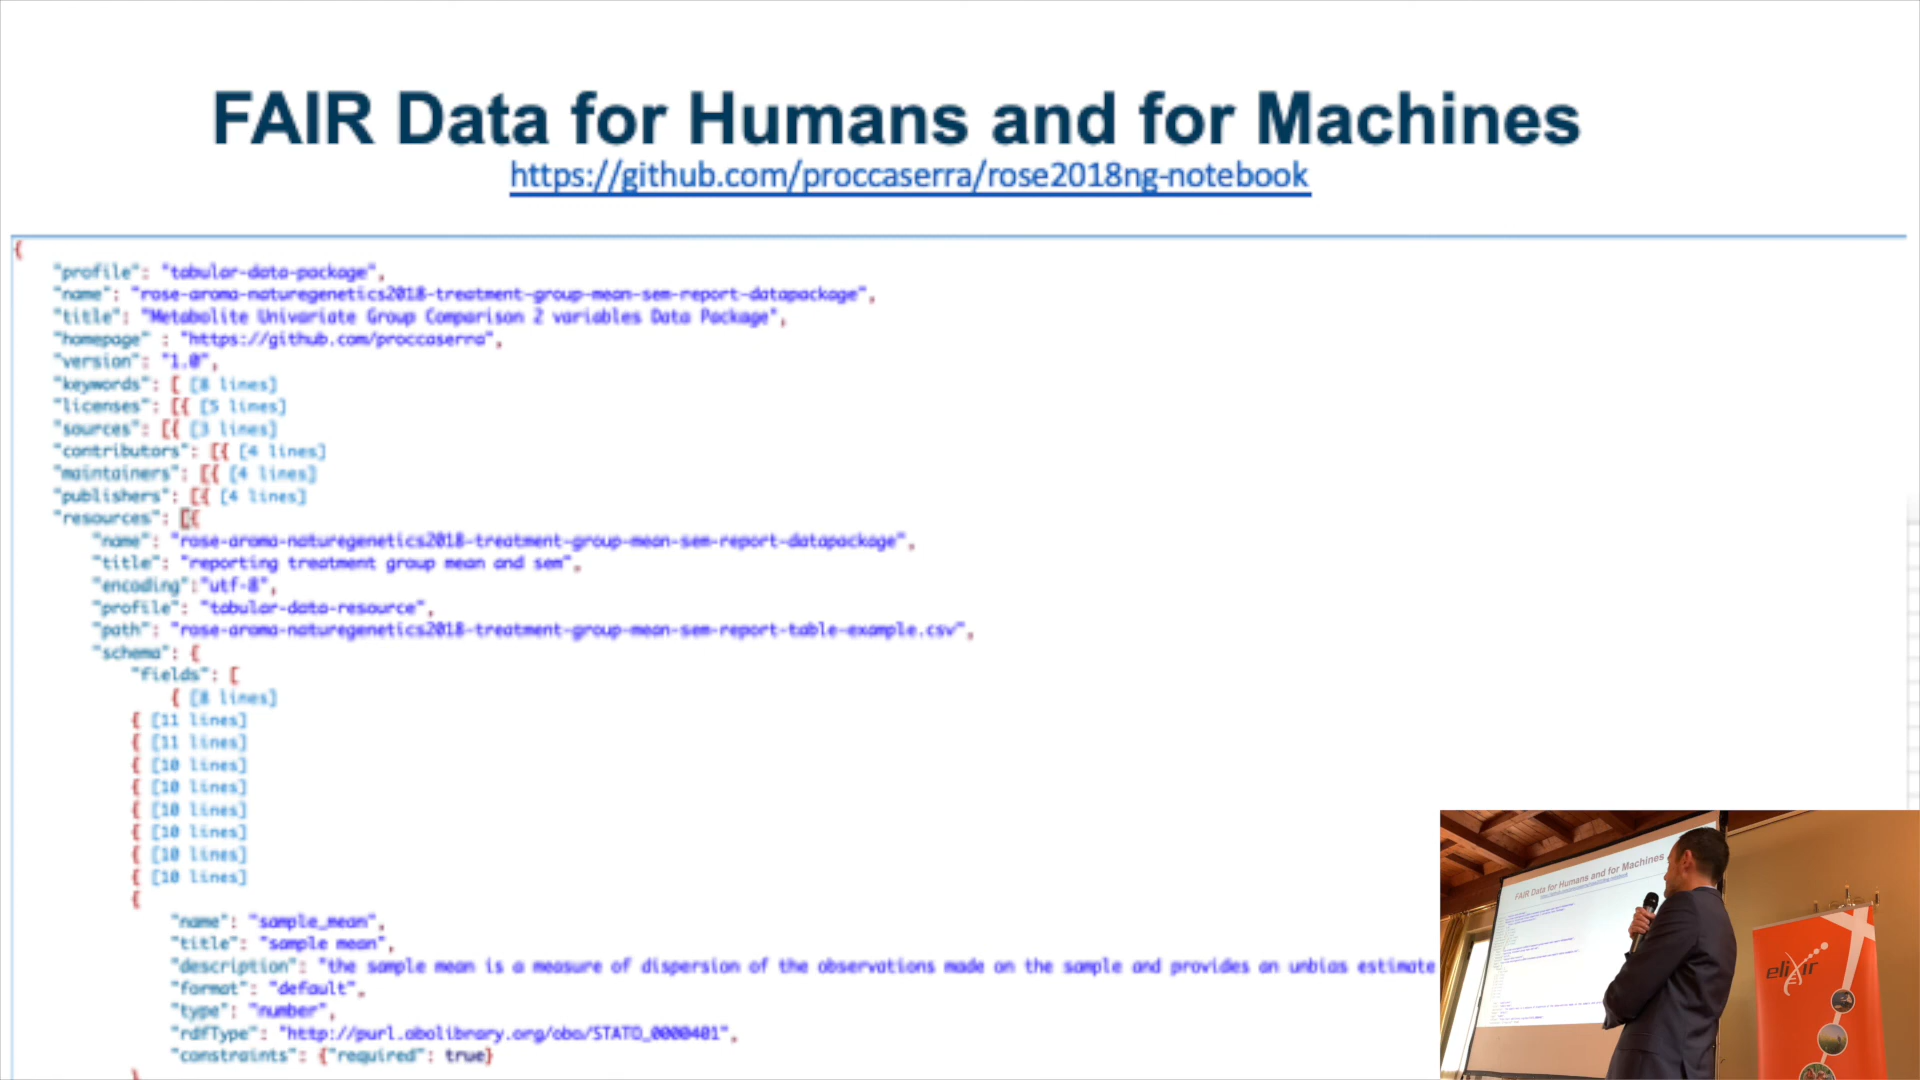 FAIR Data for Humans and for Machines
https://github.com/proccaserra/rose2018ng-notebook
{
"profile": "tabular-data-package",
"name": "rose-aroma-naturegenetics2018-treatment-group-mean-sem-report-datapackage",
"title": "Metabolite Univariate Group Comparison 2 variables Data Package",
"homepage" : "https://github.com/proccaserra",
"version": "1.0",
"keywords": [ [8 lines]
"licenses": [{ [5 lines]
"sources": [{ [3 lines]
"contributors": [{ [4 lines]
"maintainers": [{ [4 lines]
"publishers": [{ [4 lines]
"resources": [{
"name": "rose-aroma-naturegenetics2018-treatment-group-mean-sem-report-datapackage",
"title": "reporting treatment group mean and sem",
"encoding":"utf-8",
"profile": "tabular-data-resource",
"path": "rose-aroma-naturegenetics2018-treatment-group-mean-sem-report-table-example.csv",
"schema": {
"fields": [
{ [8 lines]
{ [11 lines]
{ [11 lines]
{ [10 lines]
{ [10 lines]
{ [10 lines]
{ [10 lines]
{ [10 lines]
{ [10 lines]
{
"name": "sample_mean",
"title": "sample mean",
"description": "the sample mean is a measure of dispersion of the observations made on the sample and provides an unbias estimate
"format": "default",
"type": "number",
"rdfType": "http://purl.obolibrary.org/obo/STATO_0000401",
"constraints": {"required": true}
}
FAIR Data for Humans and for Machines
elixir